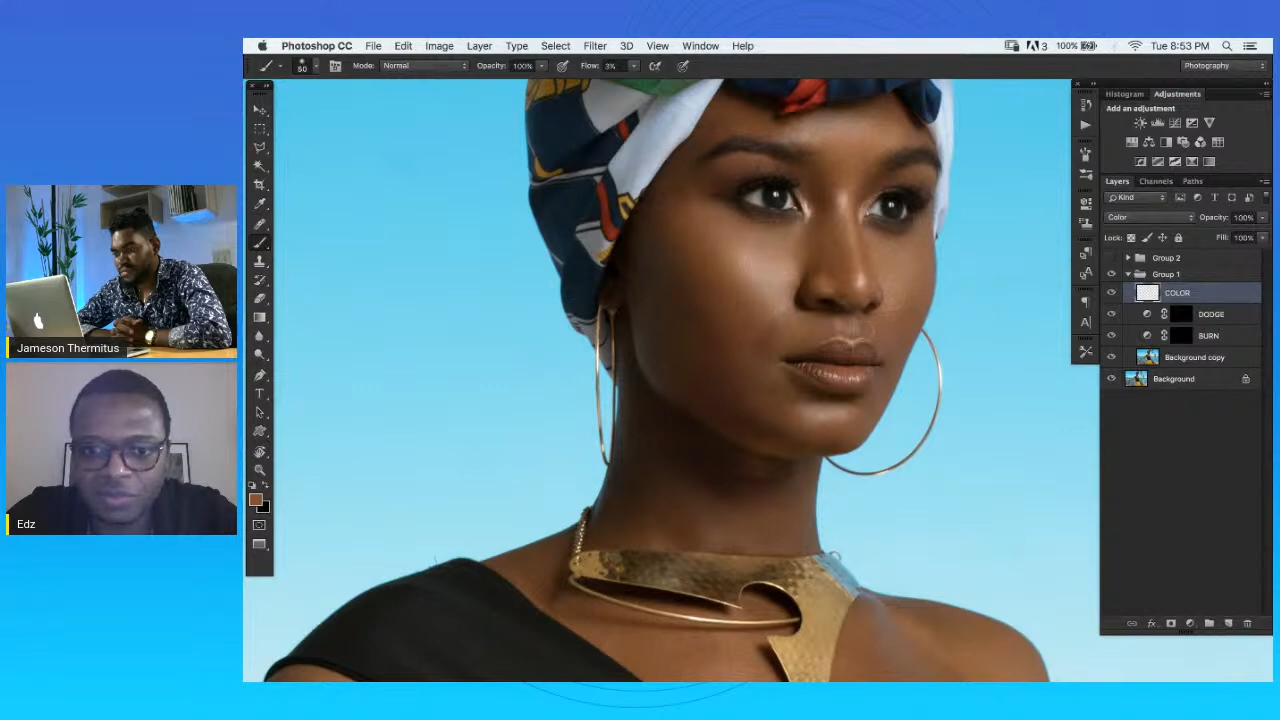 Photoshop CC File Edit Image Layer Type Select Filter 3D View Window Help
3 100% Tue 8:53 PM
50 Mode: Normal Opacity: 100% Flow: 3% Photography
Histogram Adjustments
Add an adjustment
Layers Channels Paths
Kind
Color Opacity: 100%
Lock: Fill: 100%
Group 2
Group 1
COLOR
DODGE
BURN
Background copy
Background
Jameson Thermitus
Edz